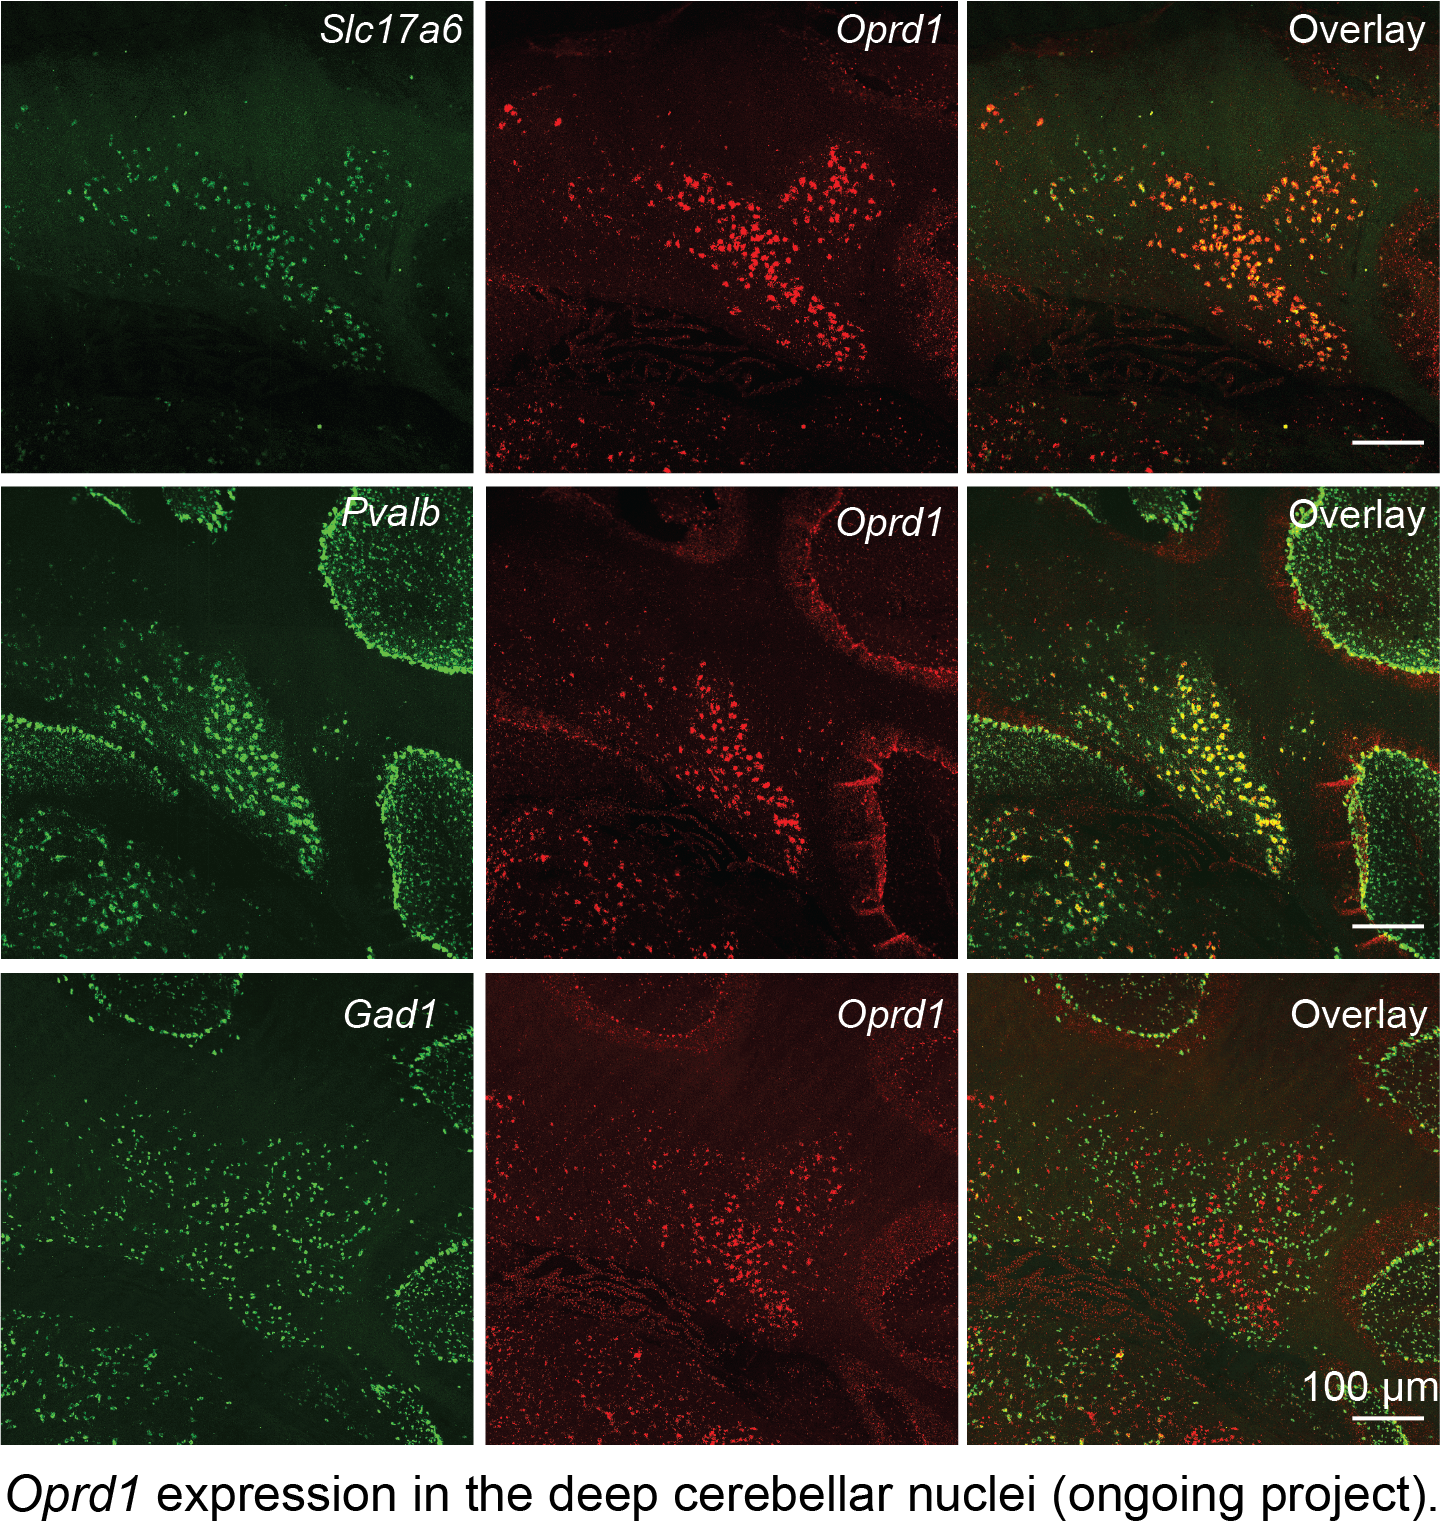 Slc17a6 Oprd1 Overlay
Pvalb Oprd1 Overlay
Gad1 Oprd1 Overlay
100 μm
Oprd1 expression in the deep cerebellar nuclei (ongoing project).